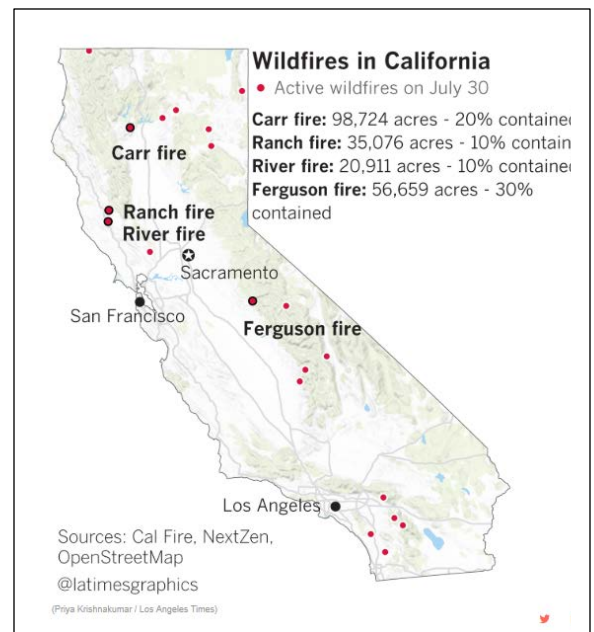 Wildfires in California
Active wildfires on July 30
Carr fire: 98,724 acres - 20% contained
Ranch fire: 35,076 acres - 10% contain
River fire: 20,911 acres - 10% contained
Ferguson fire: 56,659 acres - 30%
contained
Carr fire
Ranch fire
River fire
Sacramento
San Francisco
Ferguson fire
Los Angeles
Sources: Cal Fire, NextZen,
OpenStreetMap
@latimesgraphics
(Priya Krishnakumar / Los Angeles Times)